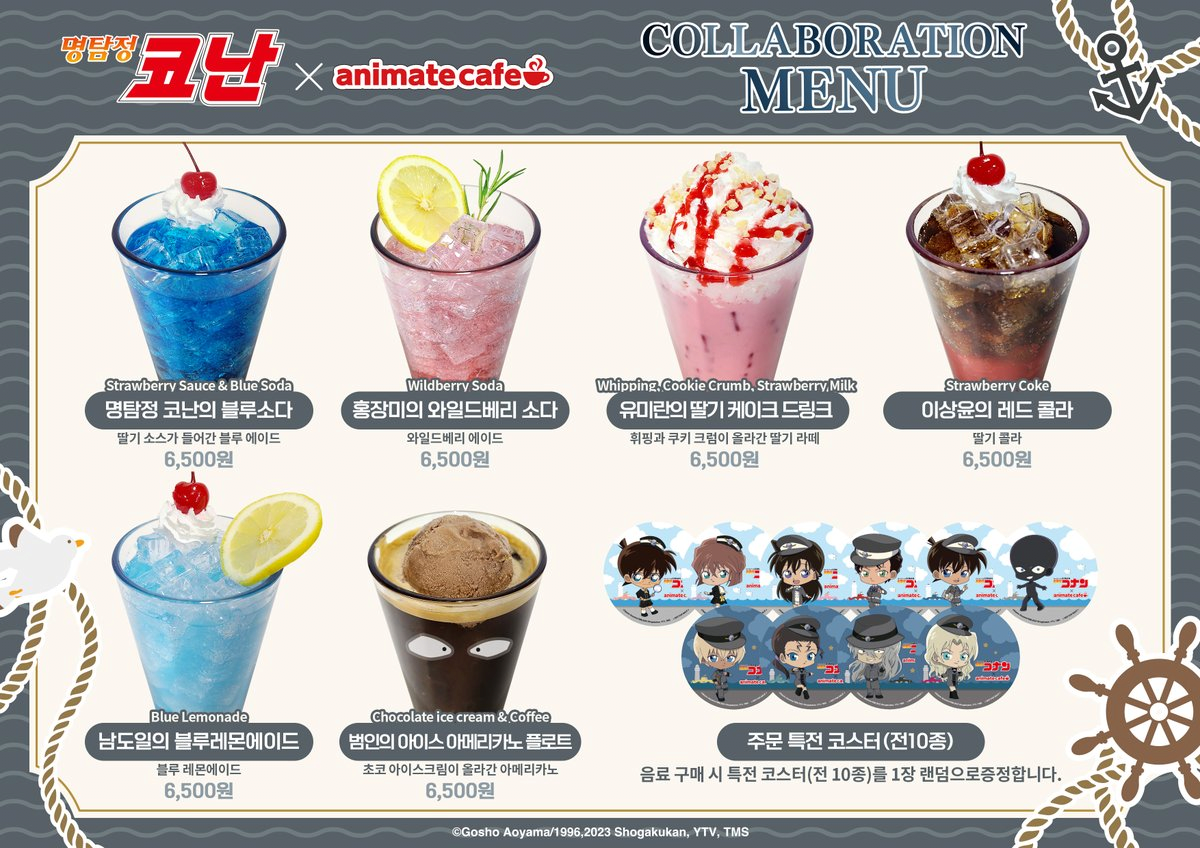 명탐정 코난 × animatecafe
COLLABORATION
MENU
Strawberry Sauce & Blue Soda
명탐정 코난의 블루소다
딸기 소스가 들어간 블루 에이드
6,500원
Wildberry Soda
홍장미의 와일드베리 소다
와일드베리 에이드
6,500원
Whipping, Cookie Crumb, Strawberry Milk
유미란의 딸기 케이크 드링크
휘핑과 쿠키 크럼이 올라간 딸기 라떼
6,500원
Strawberry Coke
이상윤의 레드 콜라
딸기 콜라
6,500원
Blue Lemonade
남도일의 블루레몬에이드
블루 레몬에이드
6,500원
Chocolate ice cream & Coffee
범인의 아이스 아메리카노 플로트
초코 아이스크림이 올라간 아메리카노
6,500원
주문 특전 코스터(전10종)
음료 구매 시 특전 코스터(전 10종)를 1장 랜덤으로증정합니다.
©Gosho Aoyama/1996,2023 Shogakukan, YTV, TMS